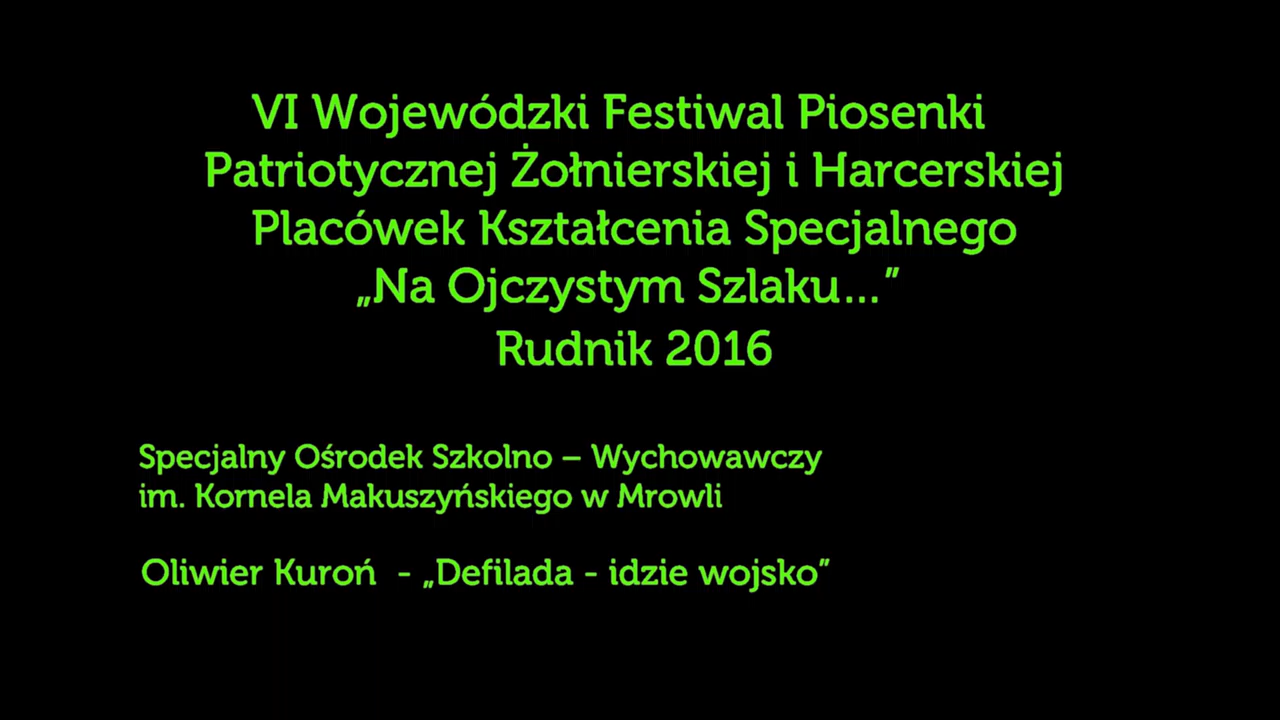 VI Wojewódzki Festiwal Piosenki
Patriotycznej Żołnierskiej i Harcerskiej
Placówek Kształcenia Specjalnego
„Na Ojczystym Szlaku...”
Rudnik 2016
Specjalny Ośrodek Szkolno – Wychowawczy
im. Kornela Makuszyńskiego w Mrowli
Oliwier Kuroń - „Defilada - idzie wojsko”